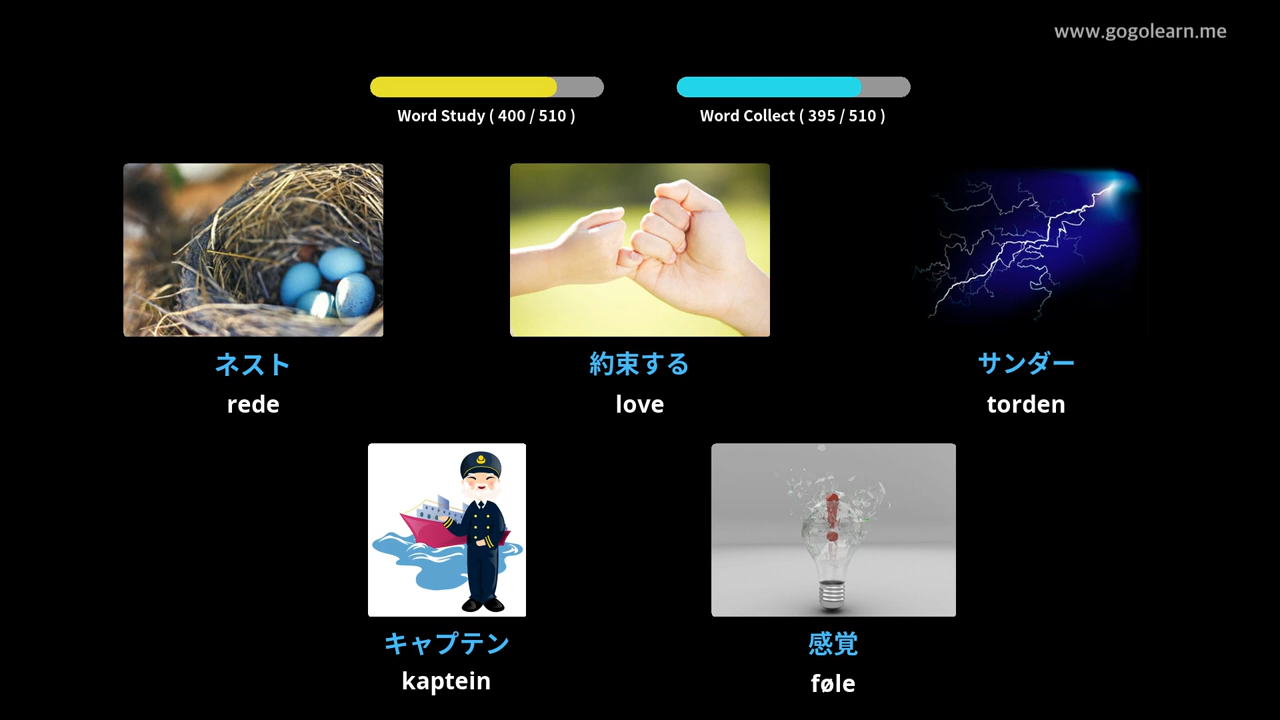 www.gogolearn.me
Word Study ( 400 / 510 )
Word Collect ( 395 / 510 )
ネスト
rede
約束する
love
サンダー
torden
キャプテン
kaptein
感覚
føle